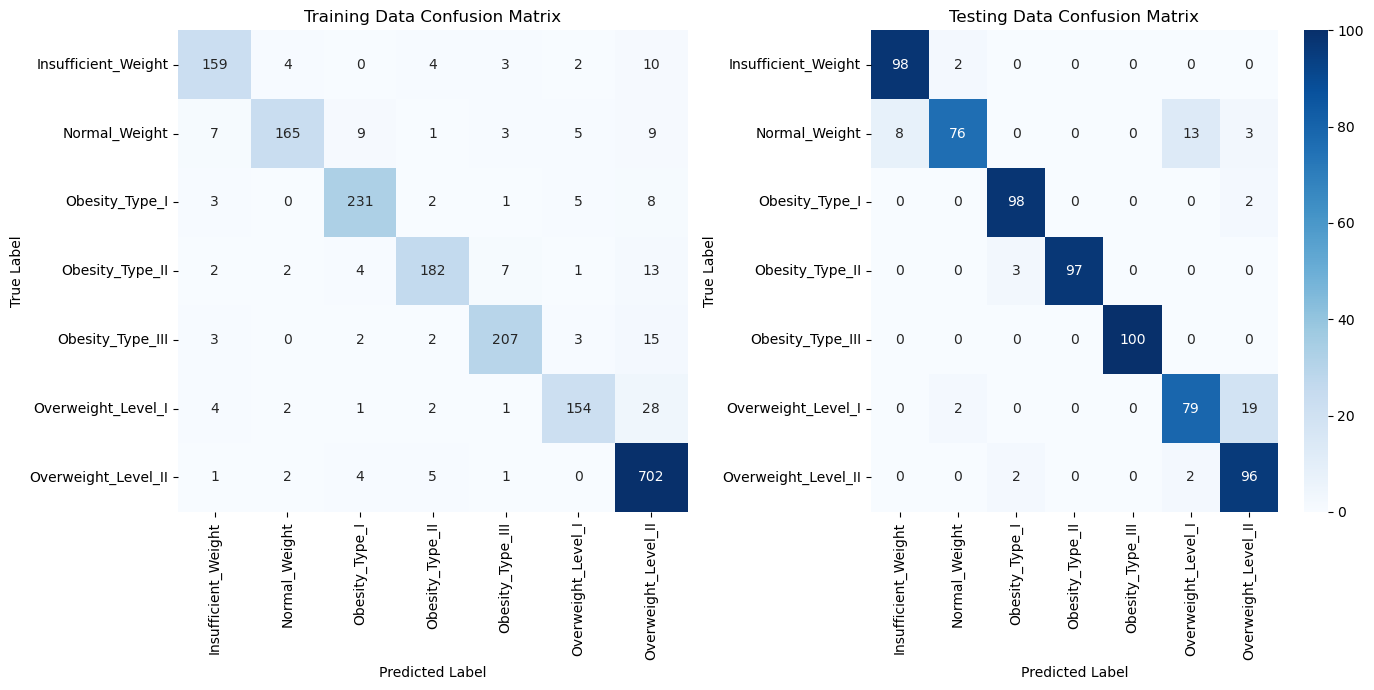 Training Data Confusion Matrix
True Label
Insufficient_Weight 159 4 0 4 3 2 10
Normal_Weight 7 165 9 1 3 5 9
Obesity_Type_I 3 0 231 2 1 5 8
Obesity_Type_II 2 2 4 182 7 1 13
Obesity_Type_III 3 0 2 2 207 3 15
Overweight_Level_I 4 2 1 2 1 154 28
Overweight_Level_II 1 2 4 5 1 0 702
Insufficient_Weight
Normal_Weight
Obesity_Type_I
Obesity_Type_II
Obesity_Type_III
Overweight_Level_I
Overweight_Level_II
Predicted Label
Testing Data Confusion Matrix
True Label
Insufficient_Weight 98 2 0 0 0 0 0
Normal_Weight 8 76 0 0 0 13 3
Obesity_Type_I 0 0 98 0 0 0 2
Obesity_Type_II 0 0 3 97 0 0 0
Obesity_Type_III 0 0 0 0 100 0 0
Overweight_Level_I 0 2 0 0 0 79 19
Overweight_Level_II 0 0 2 0 0 2 96
Insufficient_Weight
Normal_Weight
Obesity_Type_I
Obesity_Type_II
Obesity_Type_III
Overweight_Level_I
Overweight_Level_II
Predicted Label
100
80
60
40
20
0